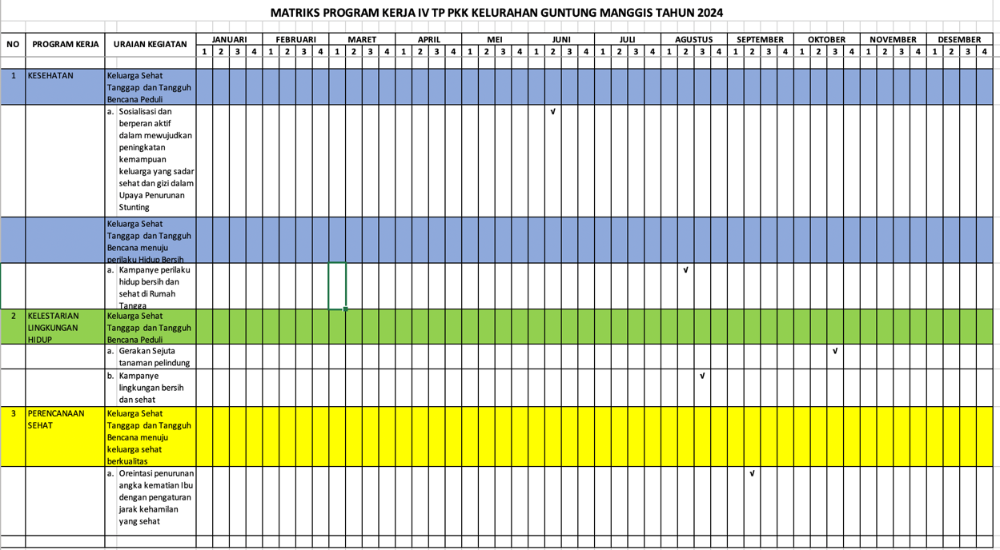 MATRIKS PROGRAM KERJA IV TP PKK KELURAHAN GUNTUNG MANGGIS TAHUN 2024
NO PROGRAM KERJA URAIAN KEGIATAN JANUARI FEBRUARI MARET APRIL MEI JUNI JULI AGUSTUS SEPTEMBER OKTOBER NOVEMBER DESEMBER
1 2 3 4 1 2 3 4 1 2 3 4 1 2 3 4 1 2 3 4 1 2 3 4 1 2 3 4 1 2 3 4 1 2 3 4 1 2 3 4 1 2 3 4 1 2 3 4
1 KESEHATAN Keluarga Sehat
Tanggap dan Tangguh
Bencana Peduli
a. Sosialisasi dan √
berperan aktif
dalam mewujudkan
peningkatan
kemampuan
keluarga yang sadar
sehat dan gizi dalam
Upaya Penurunan
Stunting
Keluarga Sehat
Tanggap dan Tangguh
Bencana menuju
perilaku Hidup Bersih
a. Kampanye perilaku √
hidup bersih dan
sehat di Rumah
Tangga
2 KELESTARIAN Keluarga Sehat
LINGKUNGAN Tanggap dan Tangguh
HIDUP Bencana Peduli
a. Gerakan Sejuta √
tanaman pelindung
b. Kampanye √
lingkungan bersih
dan sehat
3 PERENCANAAN Keluarga Sehat
SEHAT Tanggap dan Tangguh
Bencana menuju
keluarga sehat
berkualitas
a. Oreintasi penurunan √
angka kematian Ibu
dengan pengaturan
jarak kehamilan
yang sehat